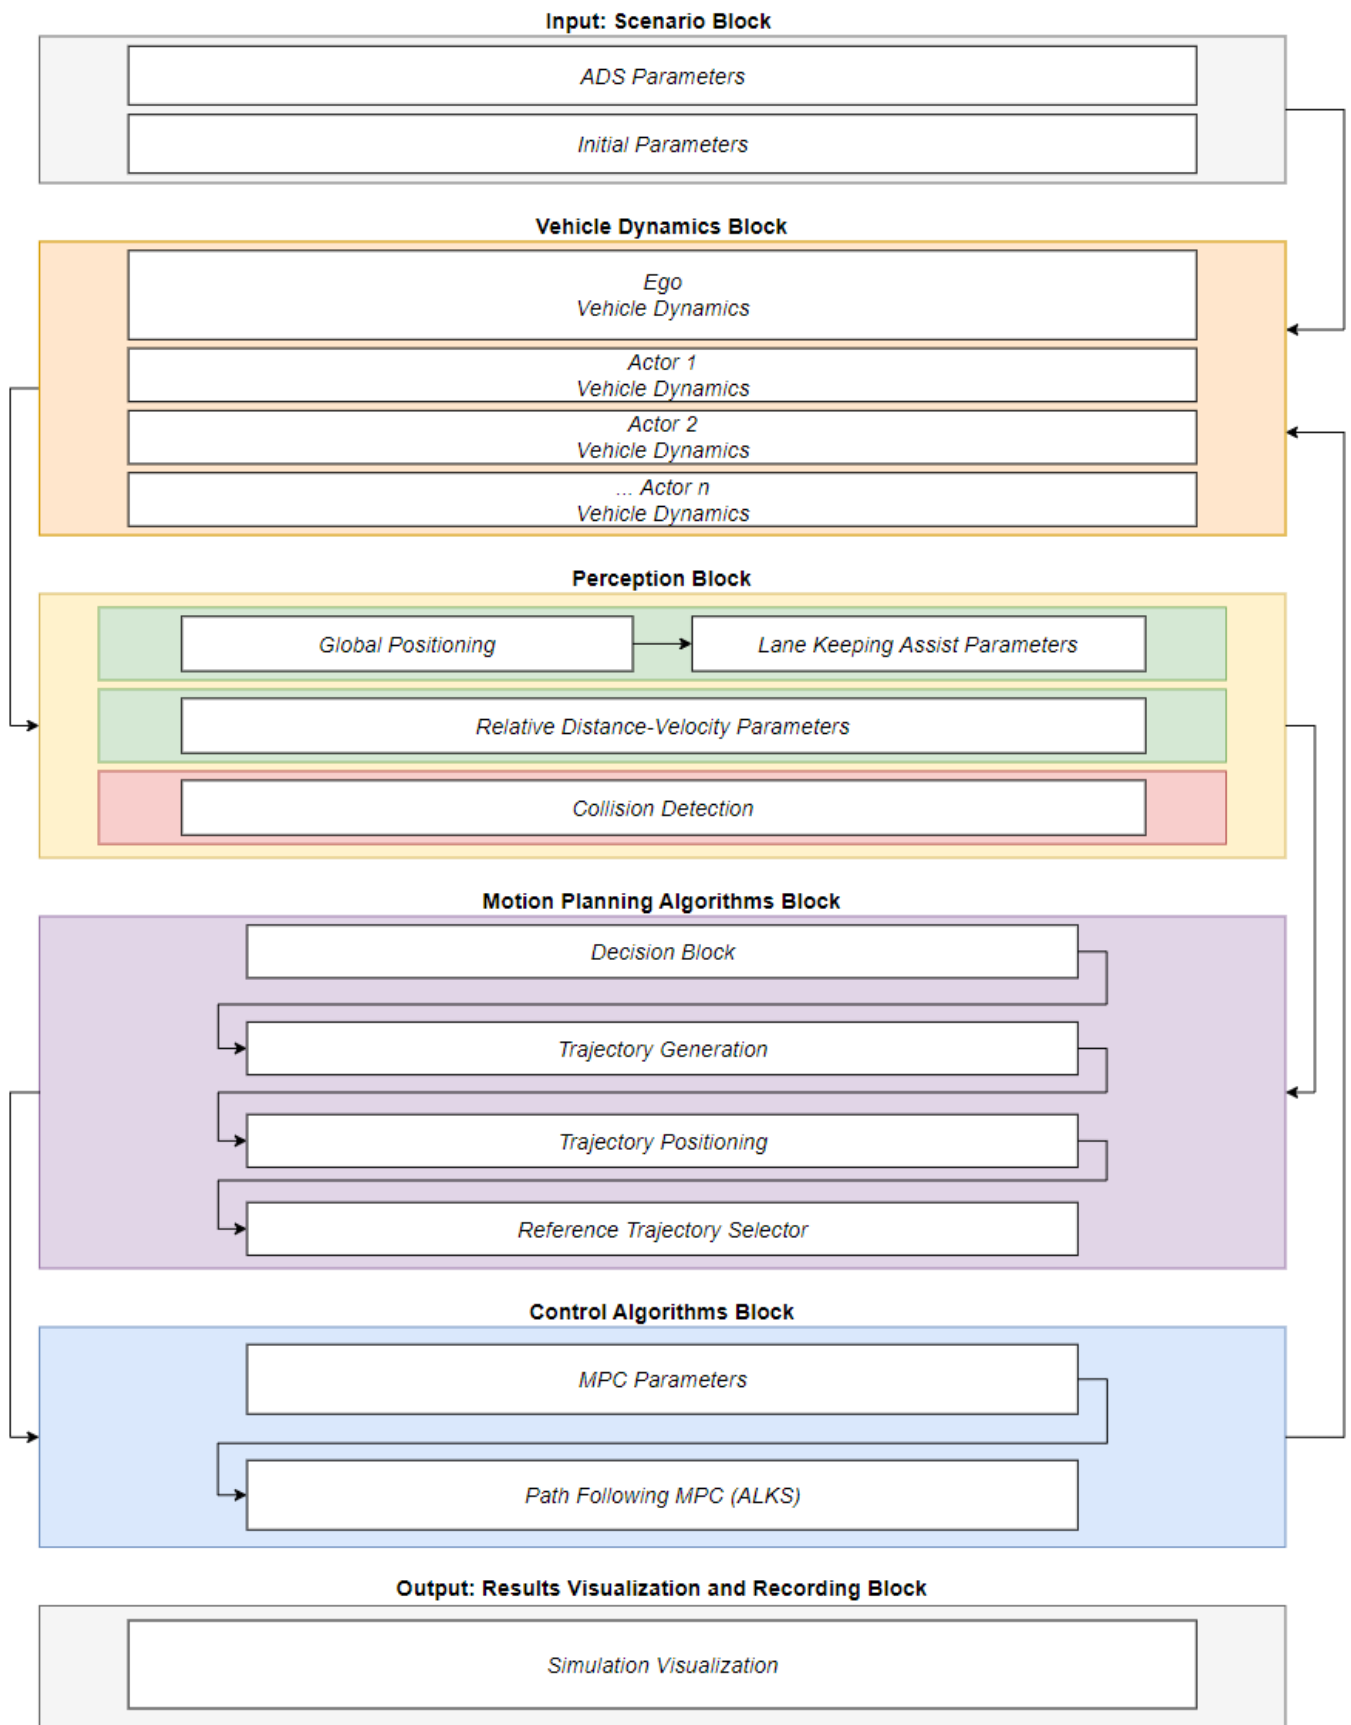 Input: Scenario Block
ADS Parameters
Initial Parameters
Vehicle Dynamics Block
Ego
Vehicle Dynamics
Actor 1
Vehicle Dynamics
Actor 2
Vehicle Dynamics
... Actor n
Vehicle Dynamics
Perception Block
Global Positioning
Lane Keeping Assist Parameters
Relative Distance-Velocity Parameters
Collision Detection
Motion Planning Algorithms Block
Decision Block
Trajectory Generation
Trajectory Positioning
Reference Trajectory Selector
Control Algorithms Block
MPC Parameters
Path Following MPC (ALKS)
Output: Results Visualization and Recording Block
Simulation Visualization